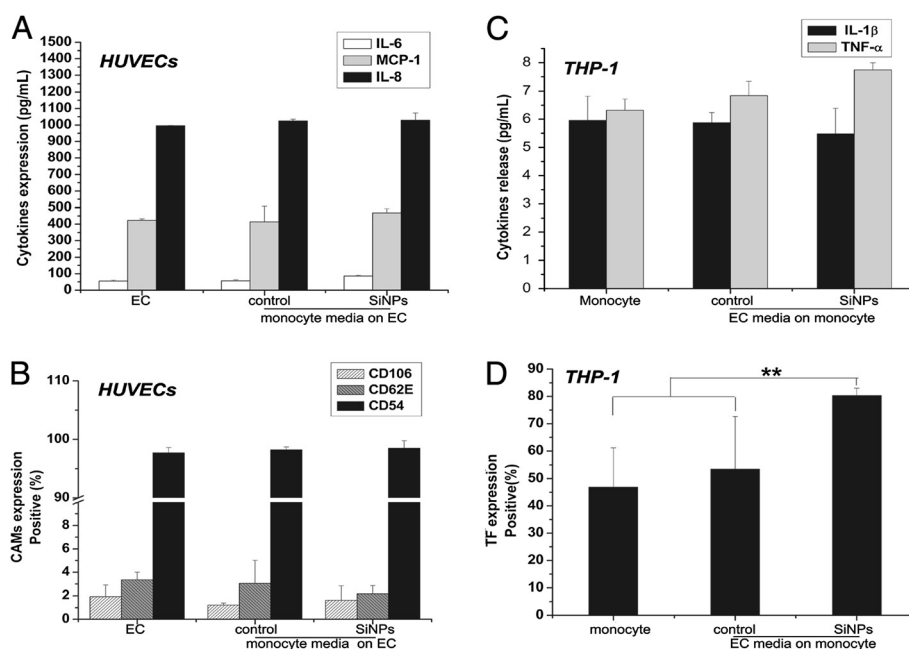 A
HUVECs
IL-6
MCP-1
IL-8
Cytokines expression (pg/mL)
1500
1400
1300
1200
1100
1000
900
800
700
600
500
400
300
200
100
0
EC
control
SiNPs
monocyte media on EC
C
THP-1
IL-1β
TNF-α
Cytokines release (pg/mL)
9
8
7
6
5
4
3
2
1
0
Monocyte
control
SiNPs
EC media on monocyte
B
HUVECs
CD106
CD62E
CD54
CAMs expression
Positive (%)
110
100
90
10
8
6
4
2
0
EC
control
SiNPs
monocyte media on EC
D
THP-1
**
TF expression
Positive(%)
90
80
70
60
50
40
30
20
10
0
monocyte
control
SiNPs
EC media on monocyte